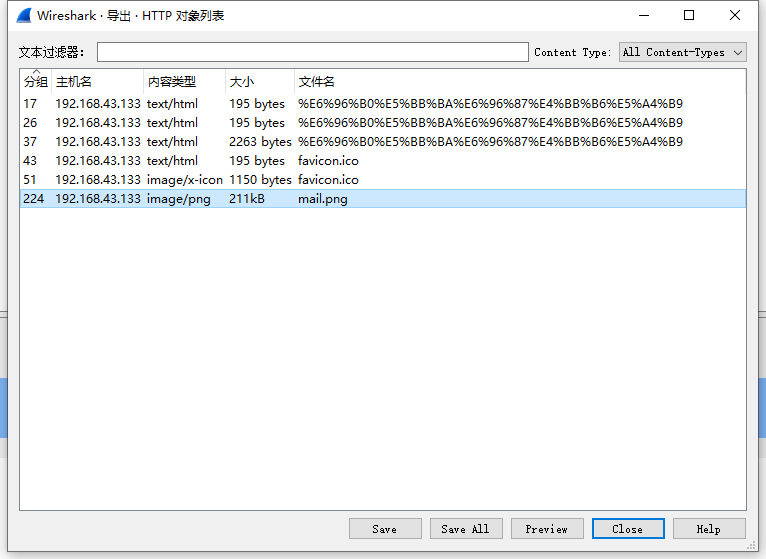 Wireshark · 导出 · HTTP 对象列表
文本过滤器： Content Type: All Content-Types
分组 主机名 内容类型 大小 文件名
17 192.168.43.133 text/html 195 bytes %E6%96%B0%E5%BB%BA%E6%96%87%E4%BB%B6%E5%A4%B9
26 192.168.43.133 text/html 195 bytes %E6%96%B0%E5%BB%BA%E6%96%87%E4%BB%B6%E5%A4%B9
37 192.168.43.133 text/html 2263 bytes %E6%96%B0%E5%BB%BA%E6%96%87%E4%BB%B6%E5%A4%B9
43 192.168.43.133 text/html 195 bytes favicon.ico
51 192.168.43.133 image/x-icon 1150 bytes favicon.ico
224 192.168.43.133 image/png 211kB mail.png
Save Save All Preview Close Help